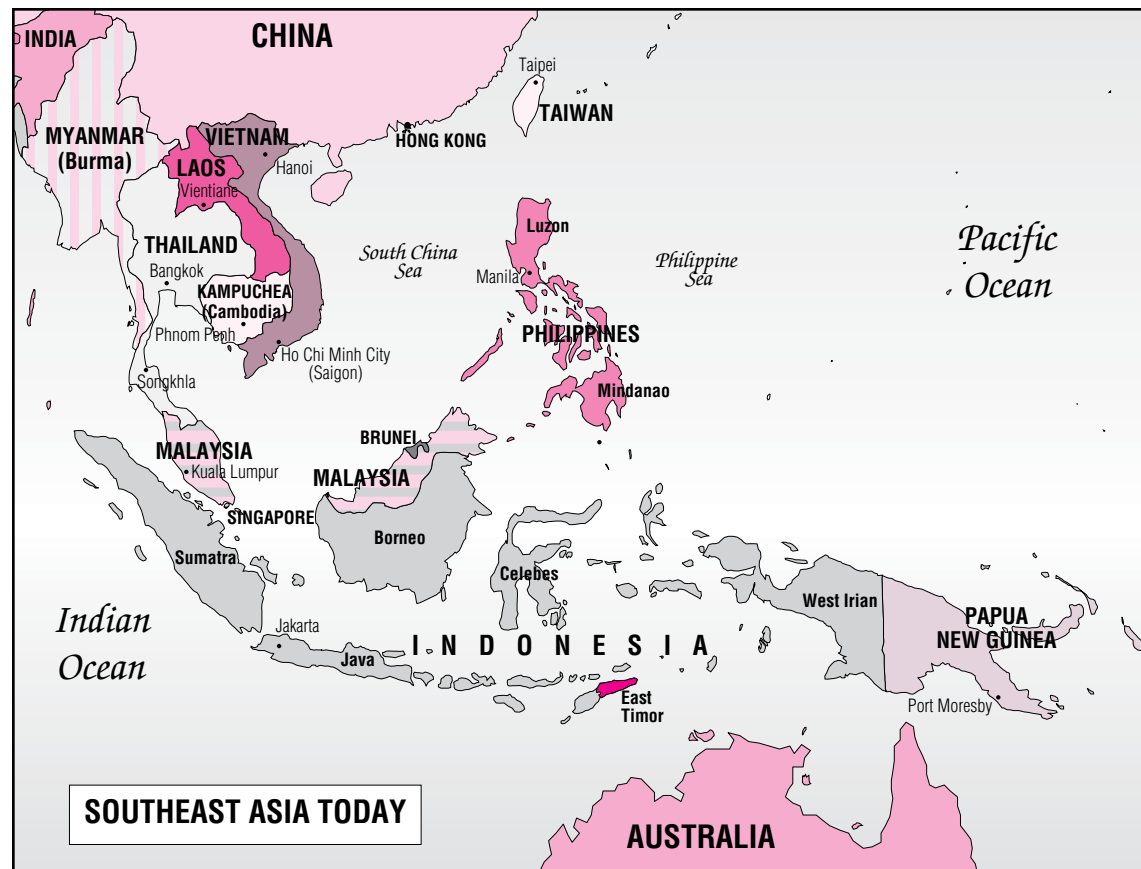 INDIA
CHINA
Taipei
TAIWAN
MYANMAR
(Burma)
VIETNAM
HONG KONG
LAOS
Hanoi
Vientiane
Luzon
THAILAND
South China
Sea
Philippine
Sea
Pacific
Ocean
Bangkok
Manila
KAMPUCHEA
(Cambodia)
Phnom Penh
PHILIPPINES
Ho Chi Minh City
(Saigon)
Songkhla
Mindanao
BRUNEI
MALAYSIA
Kuala Lumpur
MALAYSIA
SINGAPORE
Borneo
Sumatra
Celebes
West Irian
Indian
Ocean
PAPUA
NEW GUINEA
Jakarta
INDONESIA
Java
East
Timor
Port Moresby
SOUTHEAST ASIA TODAY
AUSTRALIA